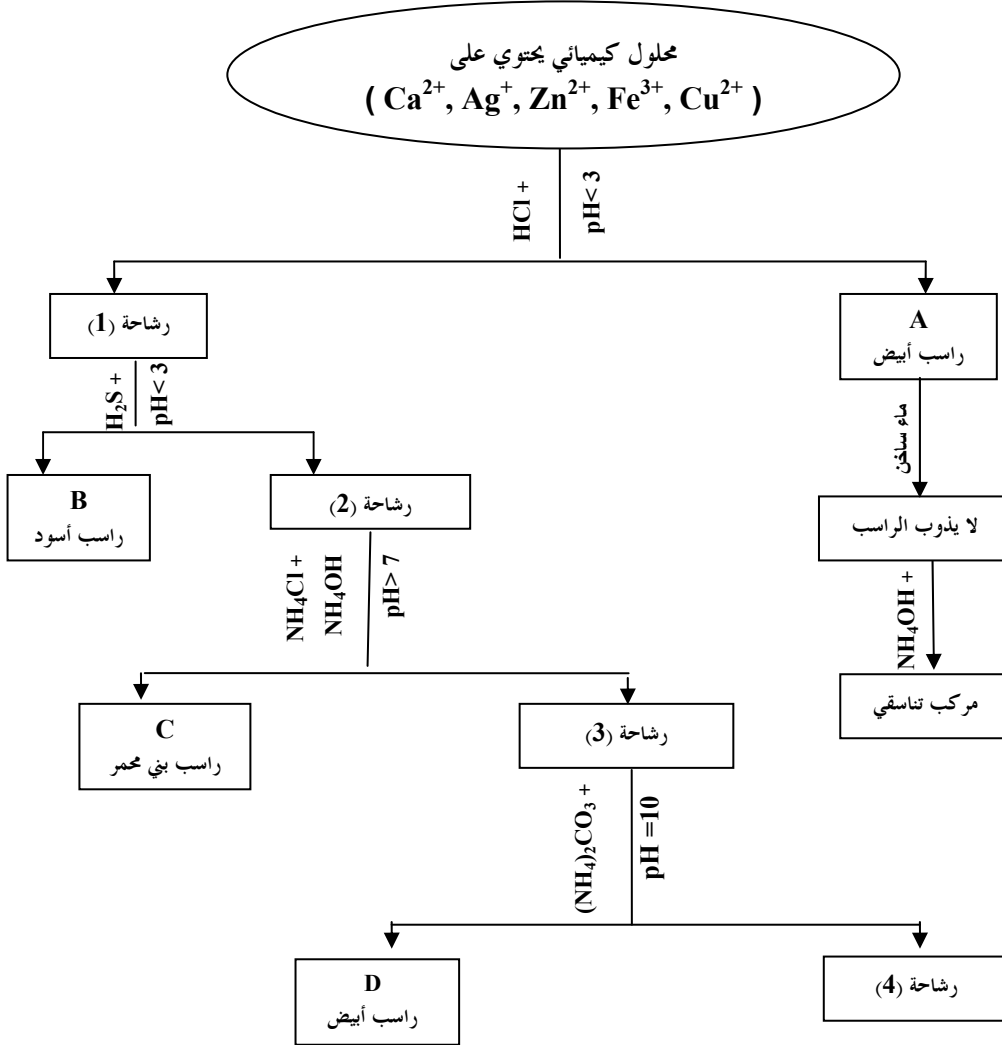 محلول كيميائي يحتوي على
( Ca²⁺, Ag⁺, Zn²⁺, Fe³⁺, Cu²⁺ )
HCl +
pH< 3
رشاحة (1)
A
راسب أبيض
H₂S +
pH< 3
ماء ساخن
B
راسب أسود
رشاحة (2)
لا يذوب الراسب
NH₄Cl +
NH₄OH
pH> 7
NH₄OH +
C
راسب بني محمر
رشاحة (3)
مركب تناسقي
(NH₄)₂CO₃ +
pH =10
D
راسب أبيض
رشاحة (4)